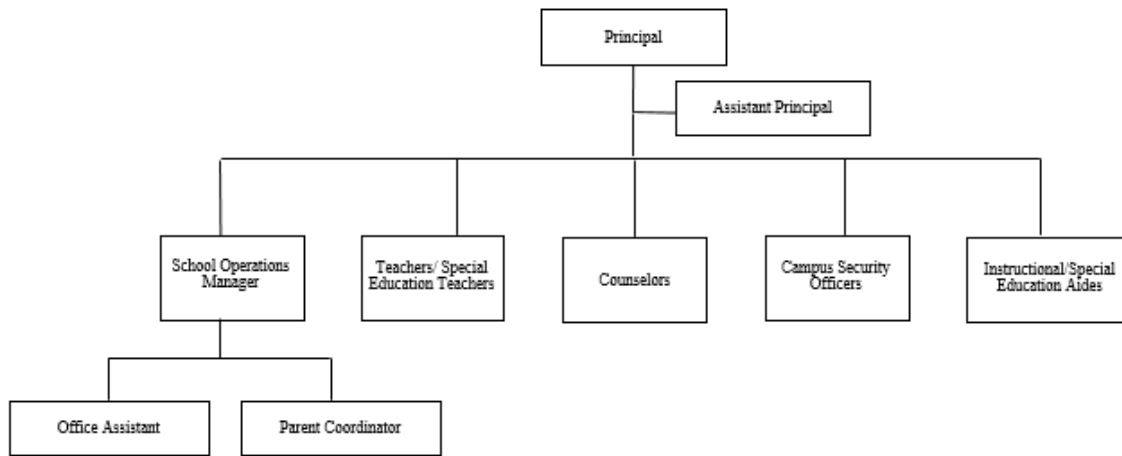 Principal
Assistant Principal
School Operations
Manager
Teachers/ Special
Education Teachers
Counselors
Campus Security
Officers
Instructional/Special
Education Aides
Office Assistant
Parent Coordinator